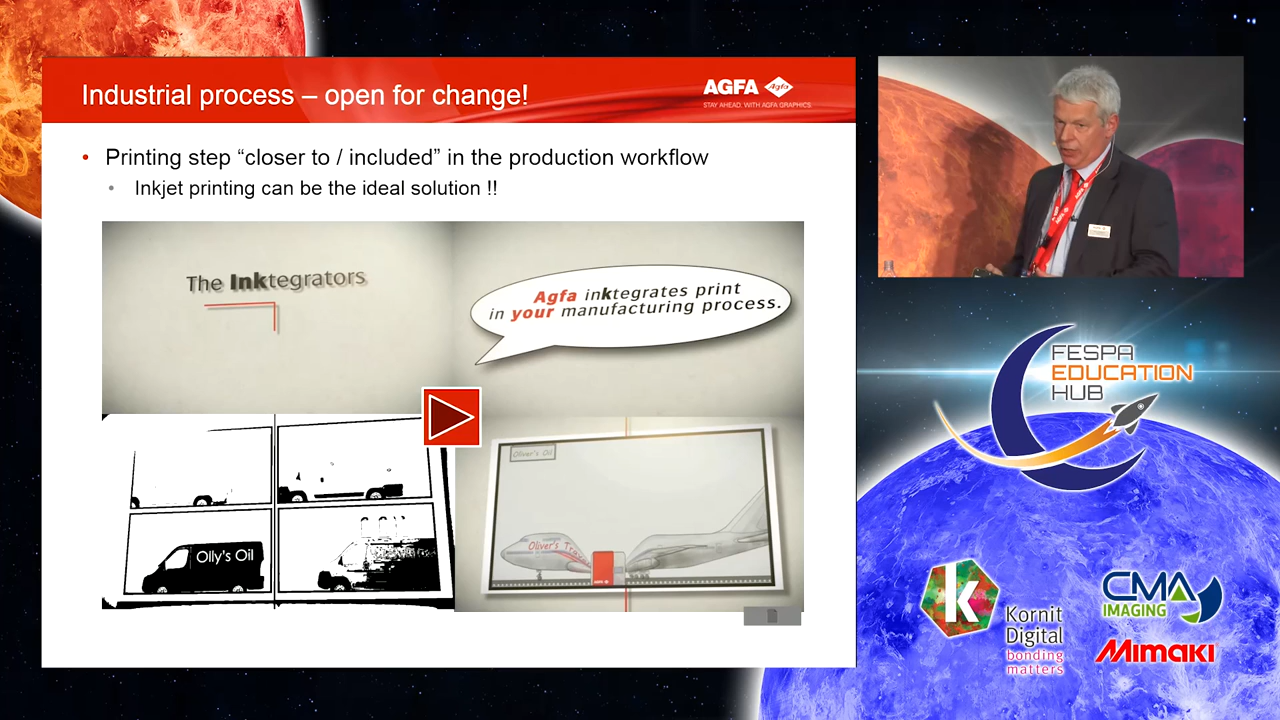 Industrial process – open for change!
AGFA
Agfa
STAY AHEAD. WITH AGFA GRAPHICS.
• Printing step “closer to / included” in the production workflow
• Inkjet printing can be the ideal solution !!
The Inktegrators
Agfa inktegrates print
in your manufacturing process.
Olly's Oil
Oliver's Oil
FESPA
EDUCATION
HUB
k
Kornit
Digital
bonding
matters
CMA
IMAGING
Mimaki